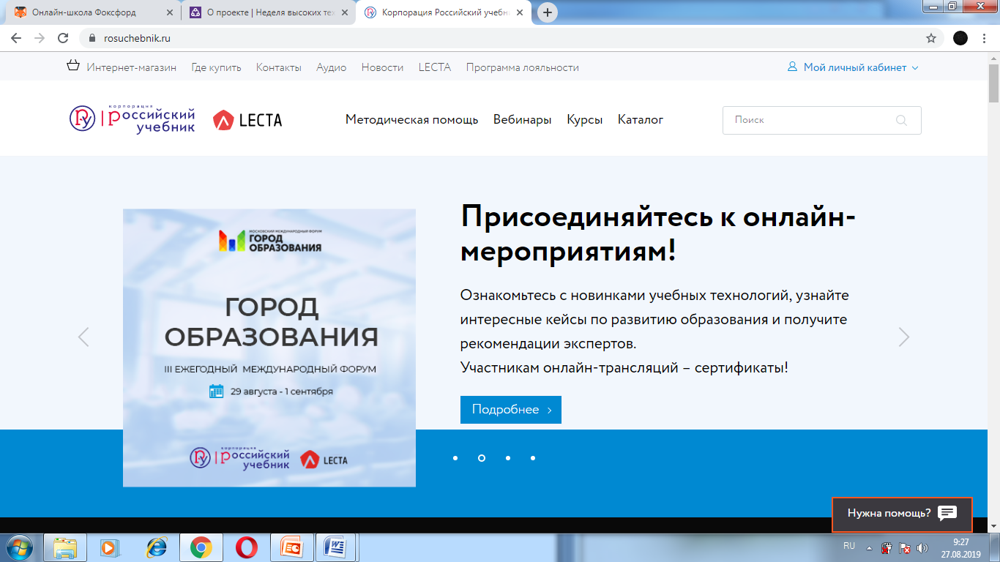 Онлайн-школа Фоксфорд
О проекте | Неделя высоких тех
Корпорация Российский учебн
rosuchebnik.ru
Интернет-магазин Где купить Контакты Аудио Новости LECTA Программа лояльности Мой личный кабинет
корпорация
Российский
учебник
LECTA
Методическая помощь Вебинары Курсы Каталог
Поиск
МОСКОВСКИЙ МЕЖДУНАРОДНЫЙ ФОРУМ
ГОРОД
ОБРАЗОВАНИЯ
ГОРОД
ОБРАЗОВАНИЯ
III ЕЖЕГОДНЫЙ МЕЖДУНАРОДНЫЙ ФОРУМ
29 августа - 1 сентября
корпорация
Российский
учебник
LECTA
Присоединяйтесь к онлайн-
мероприятиям!
Ознакомьтесь с новинками учебных технологий, узнайте
интересные кейсы по развитию образования и получите
рекомендации экспертов.
Участникам онлайн-трансляций – сертификаты!
Подробнее
Нужна помощь?
RU
9:27
27.08.2019